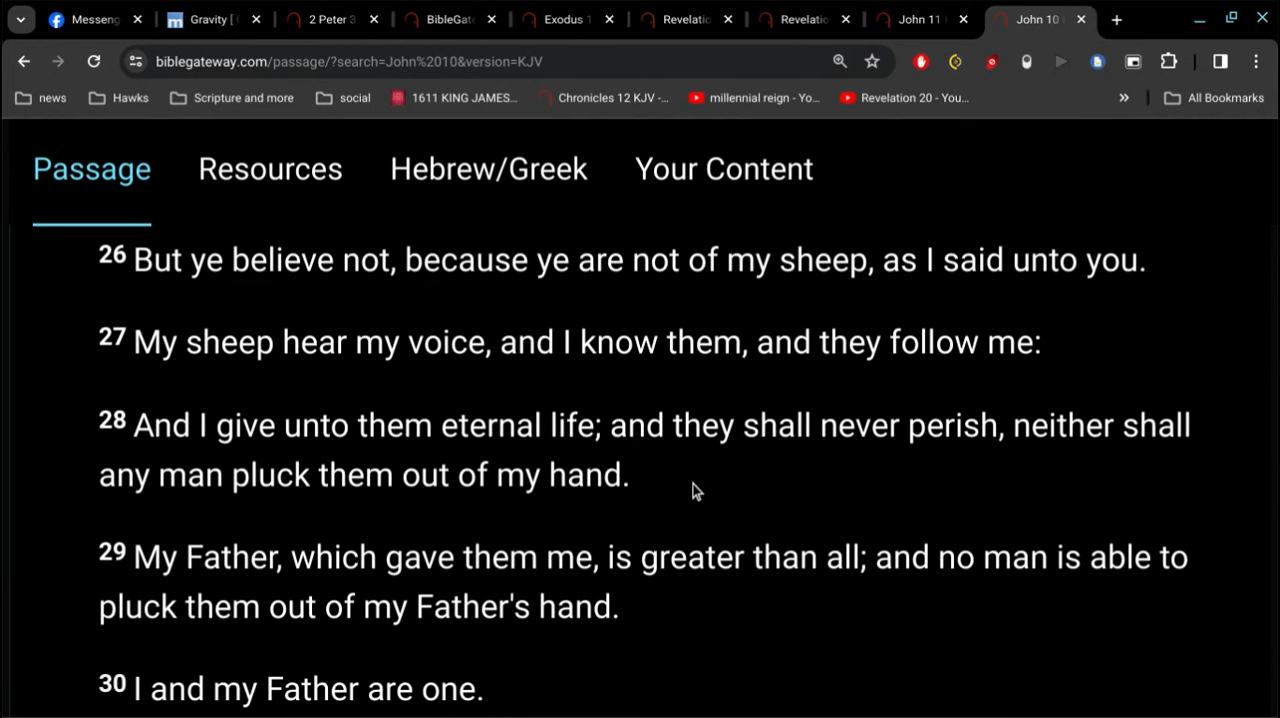 Messeng
Gravity [
2 Peter 3
BibleGat
Exodus 1
Revelatio
Revelatio
John 11
John 10
biblegateway.com/passage/?search=John%2010&version=KJV
news
Hawks
Scripture and more
social
1611 KING JAMES...
Chronicles 12 KJV -...
millennial reign - Yo...
Revelation 20 - You...
»
All Bookmarks
Passage
Resources
Hebrew/Greek
Your Content
26 But ye believe not, because ye are not of my sheep, as I said unto you.
27 My sheep hear my voice, and I know them, and they follow me:
28 And I give unto them eternal life; and they shall never perish, neither shall
any man pluck them out of my hand.
29 My Father, which gave them me, is greater than all; and no man is able to
pluck them out of my Father's hand.
30 I and my Father are one.